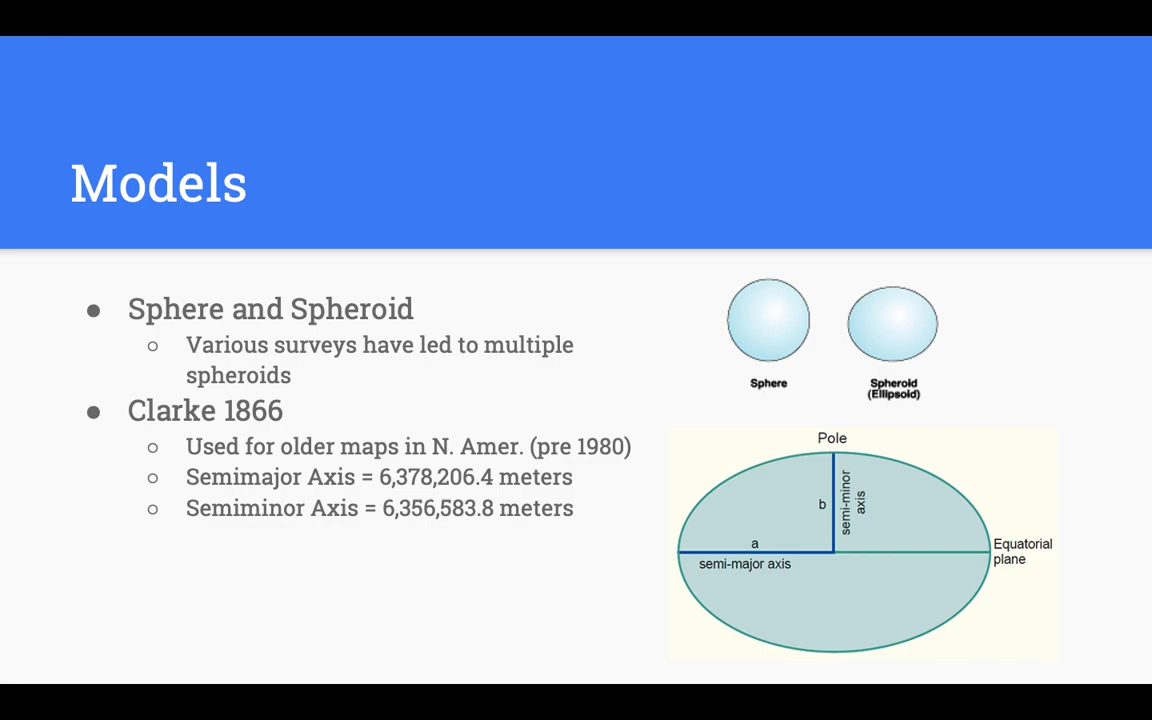 Models
● Sphere and Spheroid
○ Various surveys have led to multiple
spheroids
● Clarke 1866
○ Used for older maps in N. Amer. (pre 1980)
○ Semimajor Axis = 6,378,206.4 meters
○ Semiminor Axis = 6,356,583.8 meters
Sphere
Spheroid
(Ellipsoid)
Pole
b
semi-minor
axis
a
semi-major axis
Equatorial
plane